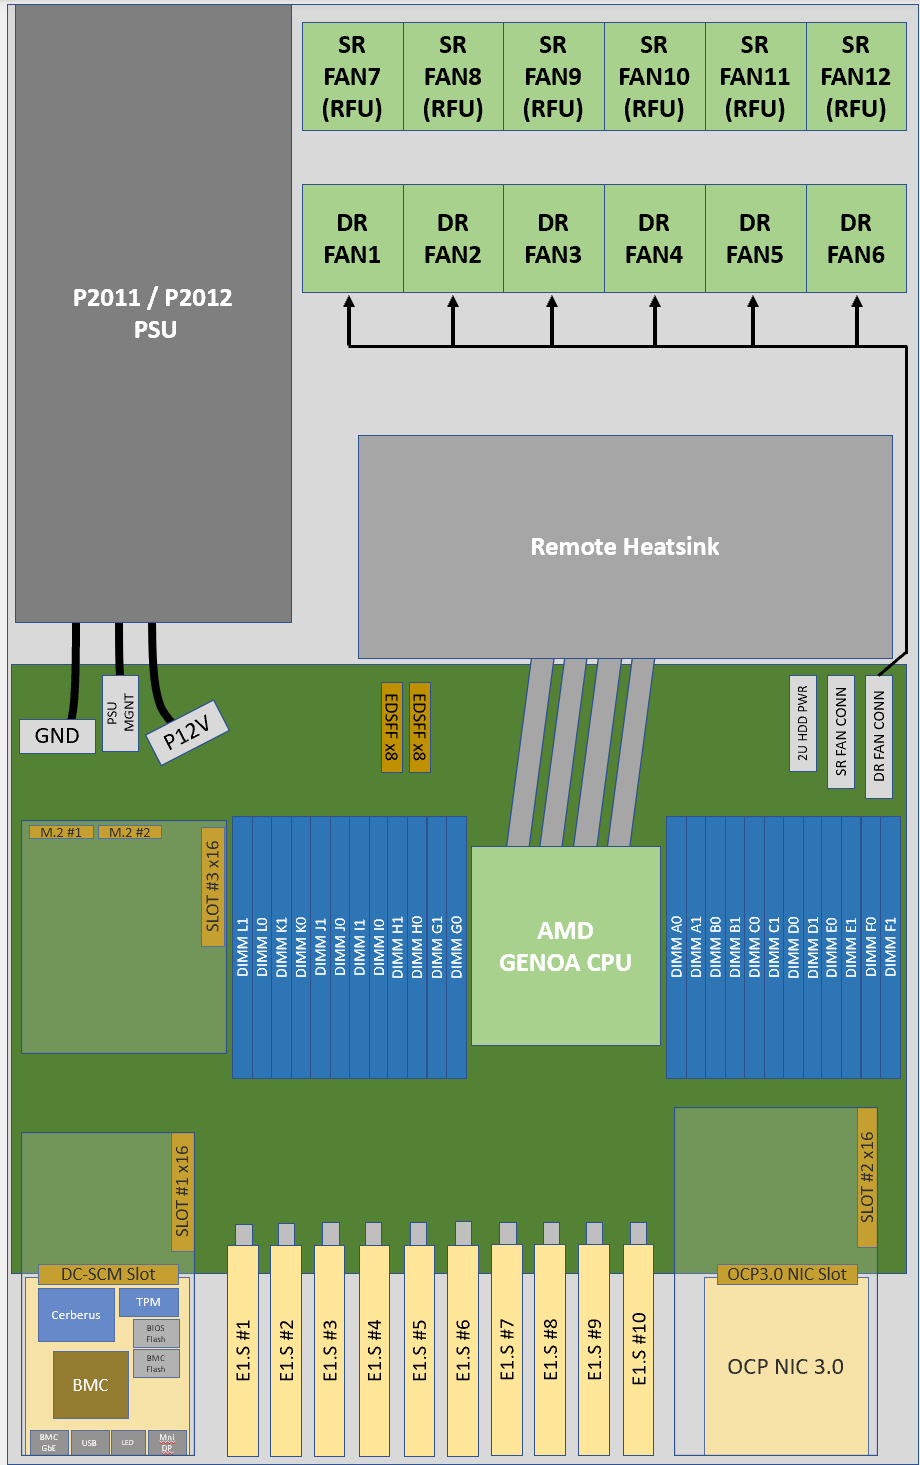 SR
FAN7
(RFU)
SR
FAN8
(RFU)
SR
FAN9
(RFU)
SR
FAN10
(RFU)
SR
FAN11
(RFU)
SR
FAN12
(RFU)
DR
FAN1
DR
FAN2
DR
FAN3
DR
FAN4
DR
FAN5
DR
FAN6
P2011 / P2012
PSU
Remote Heatsink
GND
PSU
MGNT
P12V
EDSFF x8
EDSFF x8
2U HDD PWR
SR FAN CONN
DR FAN CONN
M.2 #1
M.2 #2
SLOT #3 x16
DIMM L1
DIMM L0
DIMM K1
DIMM K0
DIMM J1
DIMM J0
DIMM I1
DIMM I0
DIMM H1
DIMM H0
DIMM G1
DIMM G0
AMD
GENOA CPU
DIMM A0
DIMM A1
DIMM B0
DIMM B1
DIMM C0
DIMM C1
DIMM D0
DIMM D1
DIMM E0
DIMM E1
DIMM F0
DIMM F1
SLOT #1 x16
SLOT #2 x16
DC-SCM Slot
Cerberus
TPM
BIOS
Flash
BMC
Flash
BMC
BMC
GbE
USB
LED
Mni
DP
E1.S #1
E1.S #2
E1.S #3
E1.S #4
E1.S #5
E1.S #6
E1.S #7
E1.S #8
E1.S #9
E1.S #10
OCP3.0 NIC Slot
OCP NIC 3.0